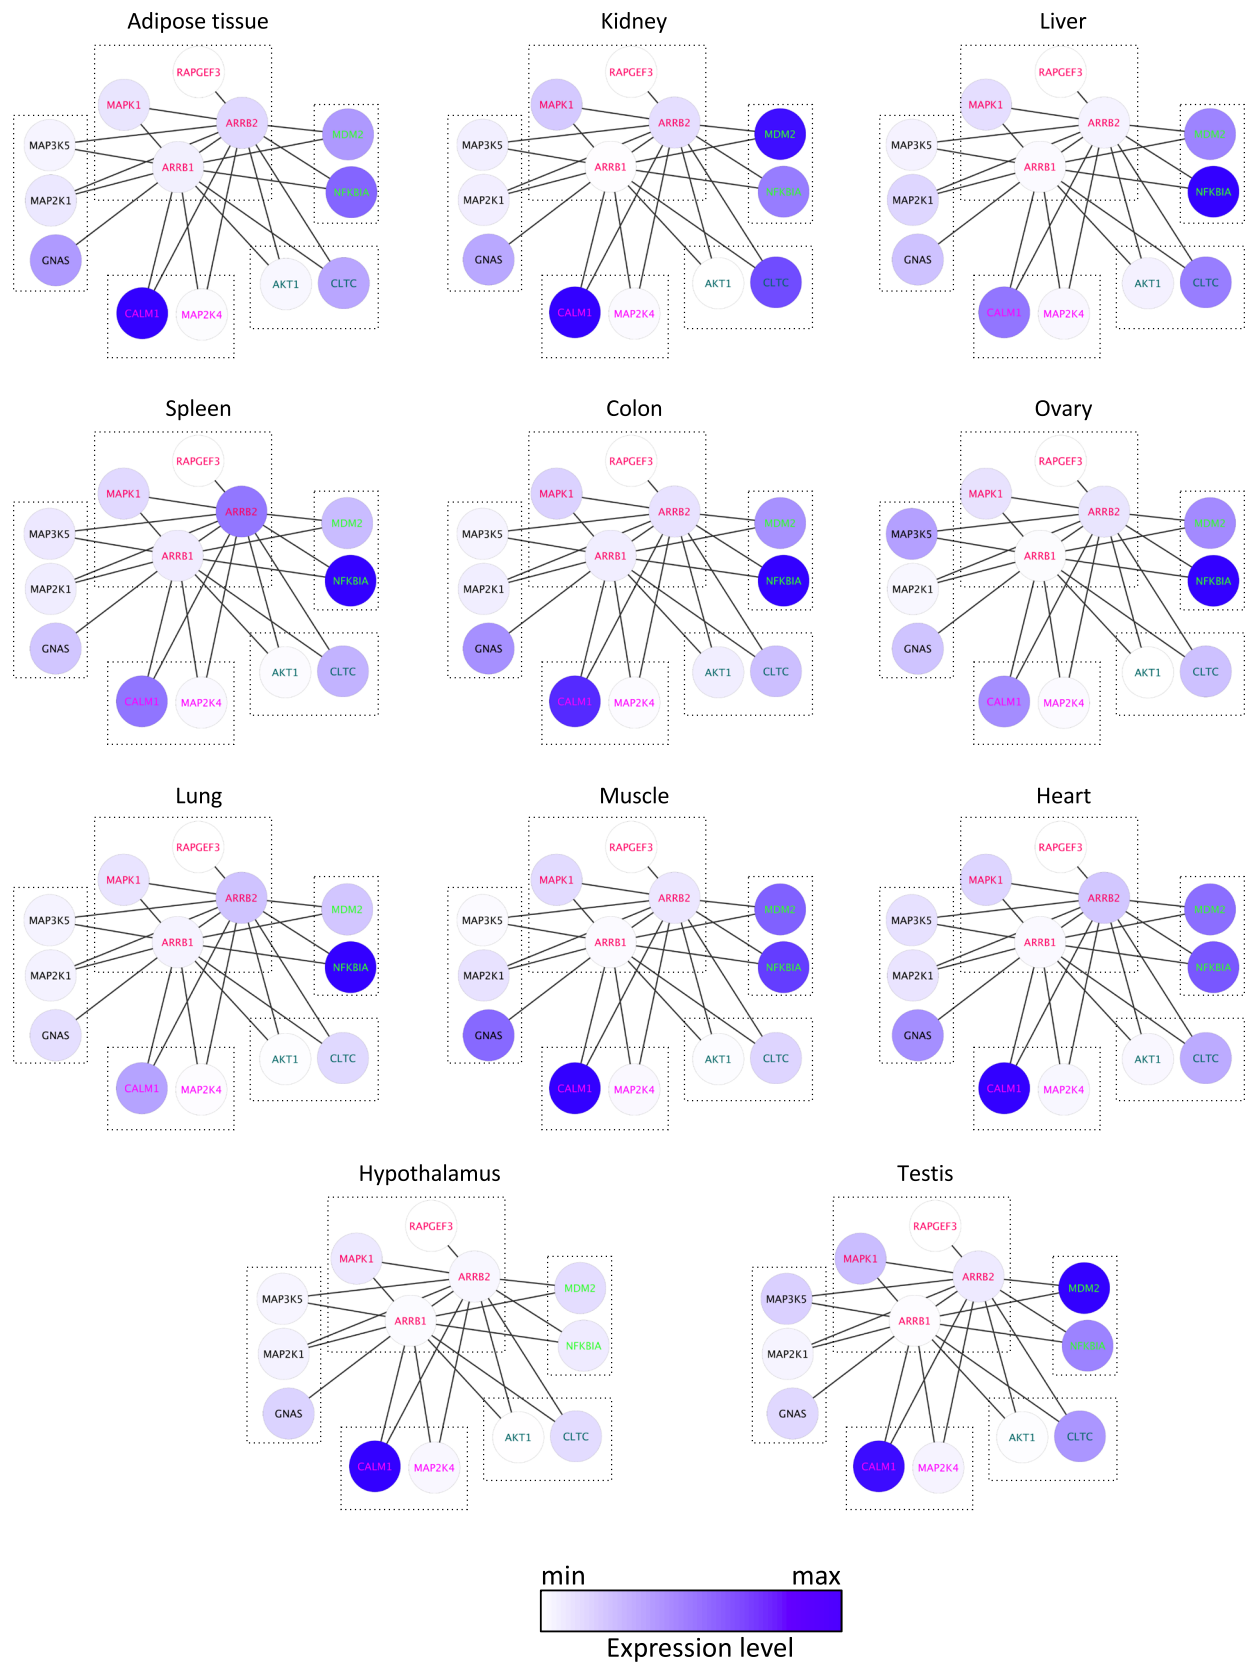 Adipose tissue
RAPGEF3
MAPK1
ARRB2
MDM2
MAP3K5
ARRB1
NFKBIA
MAP2K1
GNAS
AKT1
CLTC
CALM1
MAP2K4
Kidney
RAPGEF3
MAPK1
ARRB2
MDM2
MAP3K5
ARRB1
NFKBIA
MAP2K1
GNAS
AKT1
CLTC
CALM1
MAP2K4
Liver
RAPGEF3
MAPK1
ARRB2
MDM2
MAP3K5
ARRB1
NFKBIA
MAP2K1
GNAS
AKT1
CLTC
CALM1
MAP2K4
Spleen
RAPGEF3
MAPK1
ARRB2
MDM2
MAP3K5
ARRB1
NFKBIA
MAP2K1
GNAS
AKT1
CLTC
CALM1
MAP2K4
Colon
RAPGEF3
MAPK1
ARRB2
MDM2
MAP3K5
ARRB1
NFKBIA
MAP2K1
GNAS
AKT1
CLTC
CALM1
MAP2K4
Ovary
RAPGEF3
MAPK1
ARRB2
MDM2
MAP3K5
ARRB1
NFKBIA
MAP2K1
GNAS
AKT1
CLTC
CALM1
MAP2K4
Lung
RAPGEF3
MAPK1
ARRB2
MDM2
MAP3K5
ARRB1
NFKBIA
MAP2K1
GNAS
AKT1
CLTC
CALM1
MAP2K4
Muscle
RAPGEF3
MAPK1
ARRB2
MDM2
MAP3K5
ARRB1
NFKBIA
MAP2K1
GNAS
AKT1
CLTC
CALM1
MAP2K4
Heart
RAPGEF3
MAPK1
ARRB2
MDM2
MAP3K5
ARRB1
NFKBIA
MAP2K1
GNAS
AKT1
CLTC
CALM1
MAP2K4
Hypothalamus
RAPGEF3
MAPK1
ARRB2
MDM2
MAP3K5
ARRB1
NFKBIA
MAP2K1
GNAS
AKT1
CLTC
CALM1
MAP2K4
Testis
RAPGEF3
MAPK1
ARRB2
MDM2
MAP3K5
ARRB1
NFKBIA
MAP2K1
GNAS
AKT1
CLTC
CALM1
MAP2K4
min max
Expression level